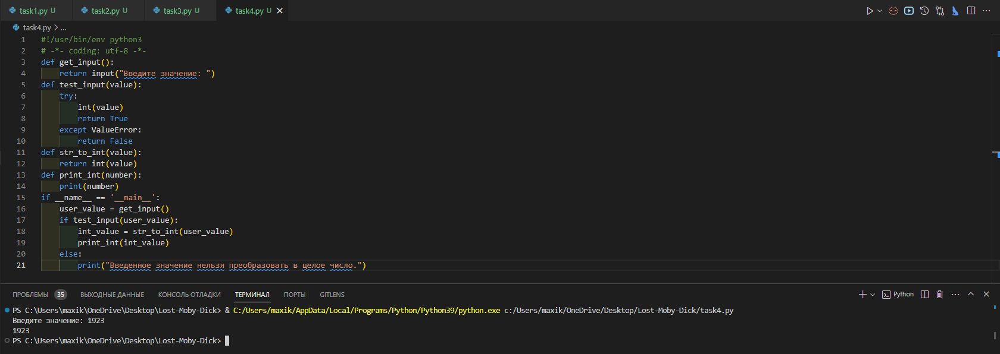 task1.py U task2.py U task3.py U task4.py U
task4.py > ...
1 #!/usr/bin/env python3
2 # -*- coding: utf-8 -*-
3 def get_input():
4     return input("Введите значение: ")
5 def test_input(value):
6     try:
7         int(value)
8         return True
9     except ValueError:
10         return False
11 def str_to_int(value):
12     return int(value)
13 def print_int(number):
14     print(number)
15 if __name__ == '__main__':
16     user_value = get_input()
17     if test_input(user_value):
18         int_value = str_to_int(user_value)
19         print_int(int_value)
20     else:
21         print("Введенное значение нельзя преобразовать в целое число.")
ПРОБЛЕМЫ 35 ВЫХОДНЫЕ ДАННЫЕ КОНСОЛЬ ОТЛАДКИ ТЕРМИНАЛ ПОРТЫ GITLENS Python
PS C:\Users\maxik\OneDrive\Desktop\Lost-Moby-Dick> & C:/Users/maxik/AppData/Local/Programs/Python/Python39/python.exe c:/Users/maxik/OneDrive/Desktop/Lost-Moby-Dick/task4.py
Введите значение: 1923
1923
PS C:\Users\maxik\OneDrive\Desktop\Lost-Moby-Dick>